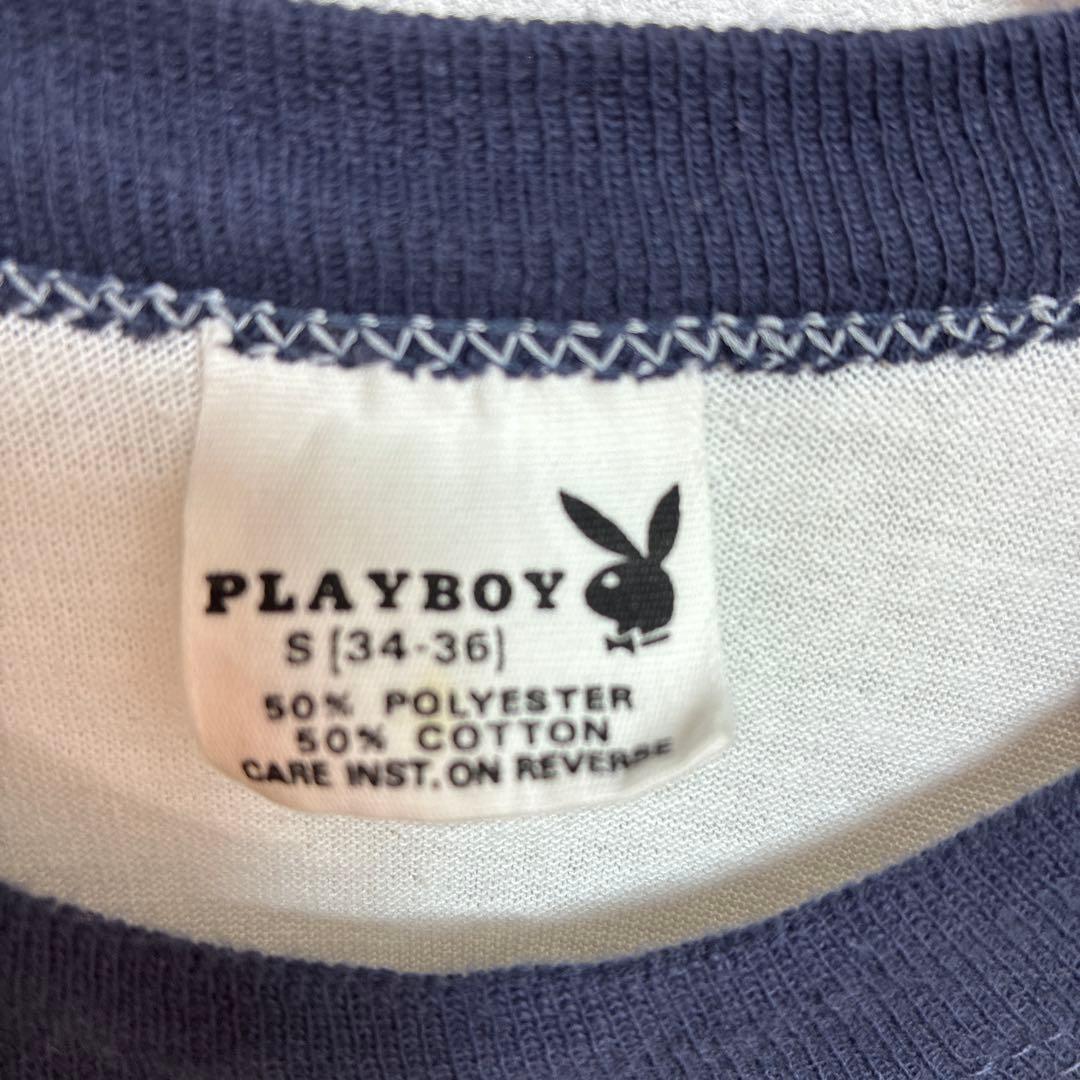 PLAYBOY
S [34-36]
50% POLYESTER
50% COTTON
CARE INST. ON REVERSE